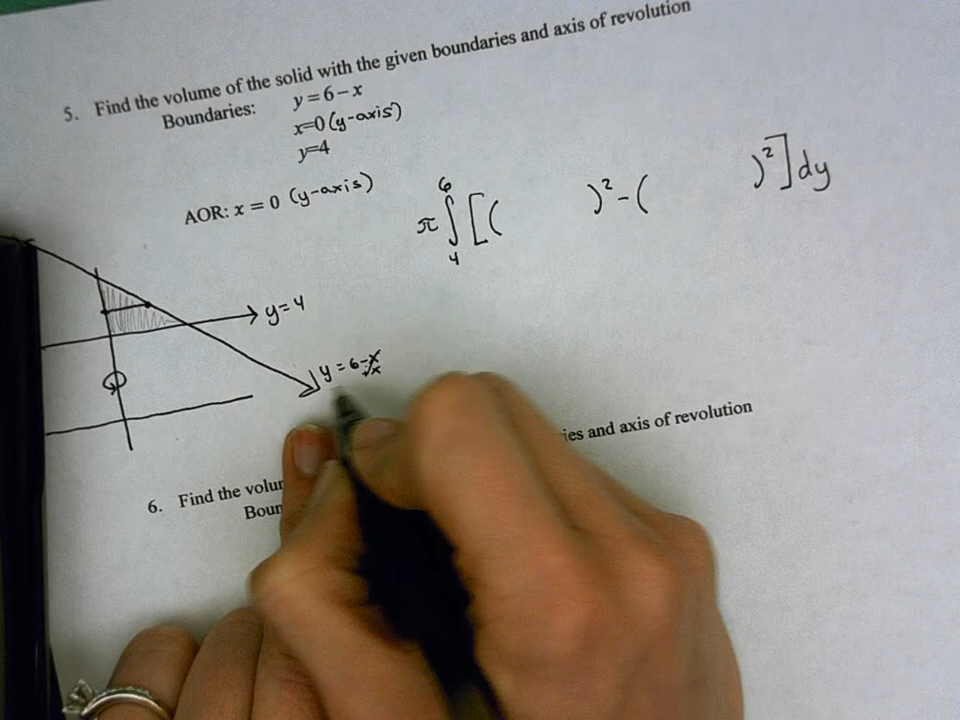 5. Find the volume of the solid with the given boundaries and axis of revolution
Boundaries: y = 6 – x
x=0 (y-axis)
y=4
AOR: x = 0 (y-axis)
π ∫₄⁶ [( )² - ( )²] dy
y = 4
y = 6 - x
+x
ies and axis of revolution
6. Find the volu
Boun